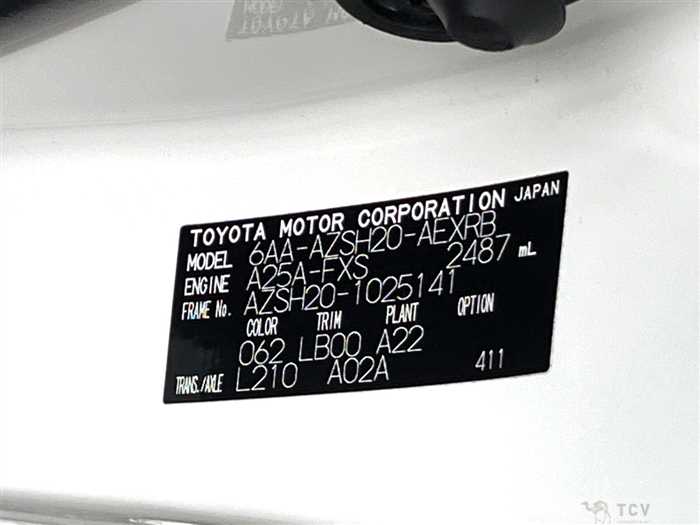 TOYOTA MOTOR CORPORATION JAPAN
MODEL 6AA-AZSH20-AEXRB
ENGINE A25A-FXS 2487 mL
FRAME No. AZSH20-1025141
COLOR TRIM PLANT OPTION
062 LB00 A22
TRANS./AXLE L210 A02A 411
TCV